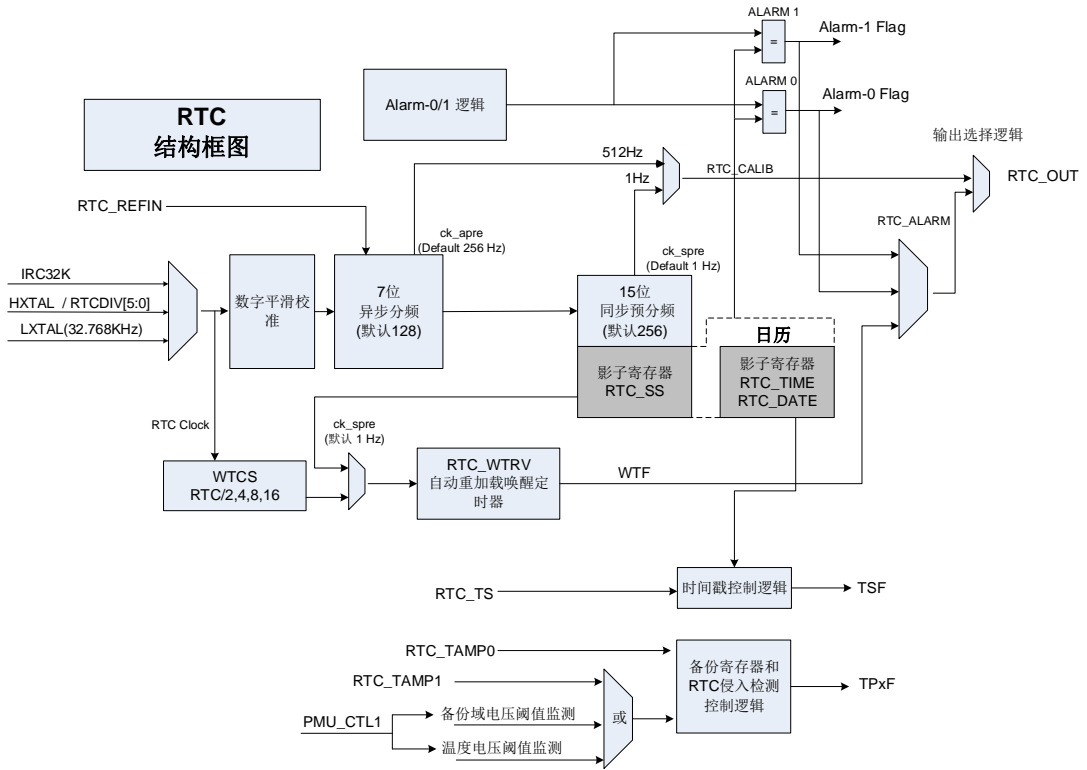 RTC
结构框图
Alarm-0/1 逻辑
ALARM 1
=
Alarm-1 Flag
ALARM 0
=
Alarm-0 Flag
输出选择逻辑
512Hz
1Hz
RTC_CALIB
RTC_OUT
RTC_REFIN
RTC_ALARM
ck_apre
(Default 256 Hz)
ck_spre
(Default 1 Hz)
IRC32K
HXTAL / RTCDIV[5:0]
LXTAL(32.768KHz)
数字平滑校
准
7位
异步分频
(默认128)
15位
同步预分频
(默认256)
日历
影子寄存器
RTC_SS
影子寄存器
RTC_TIME
RTC_DATE
RTC Clock
ck_spre
(默认 1 Hz)
WTCS
RTC/2,4,8,16
RTC_WTRV
自动重加载唤醒定
时器
WTF
RTC_TS
时间戳控制逻辑
TSF
RTC_TAMP0
RTC_TAMP1
PMU_CTL1
备份域电压阈值监测
温度电压阈值监测
或
备份寄存器和
RTC侵入检测
控制逻辑
TPxF